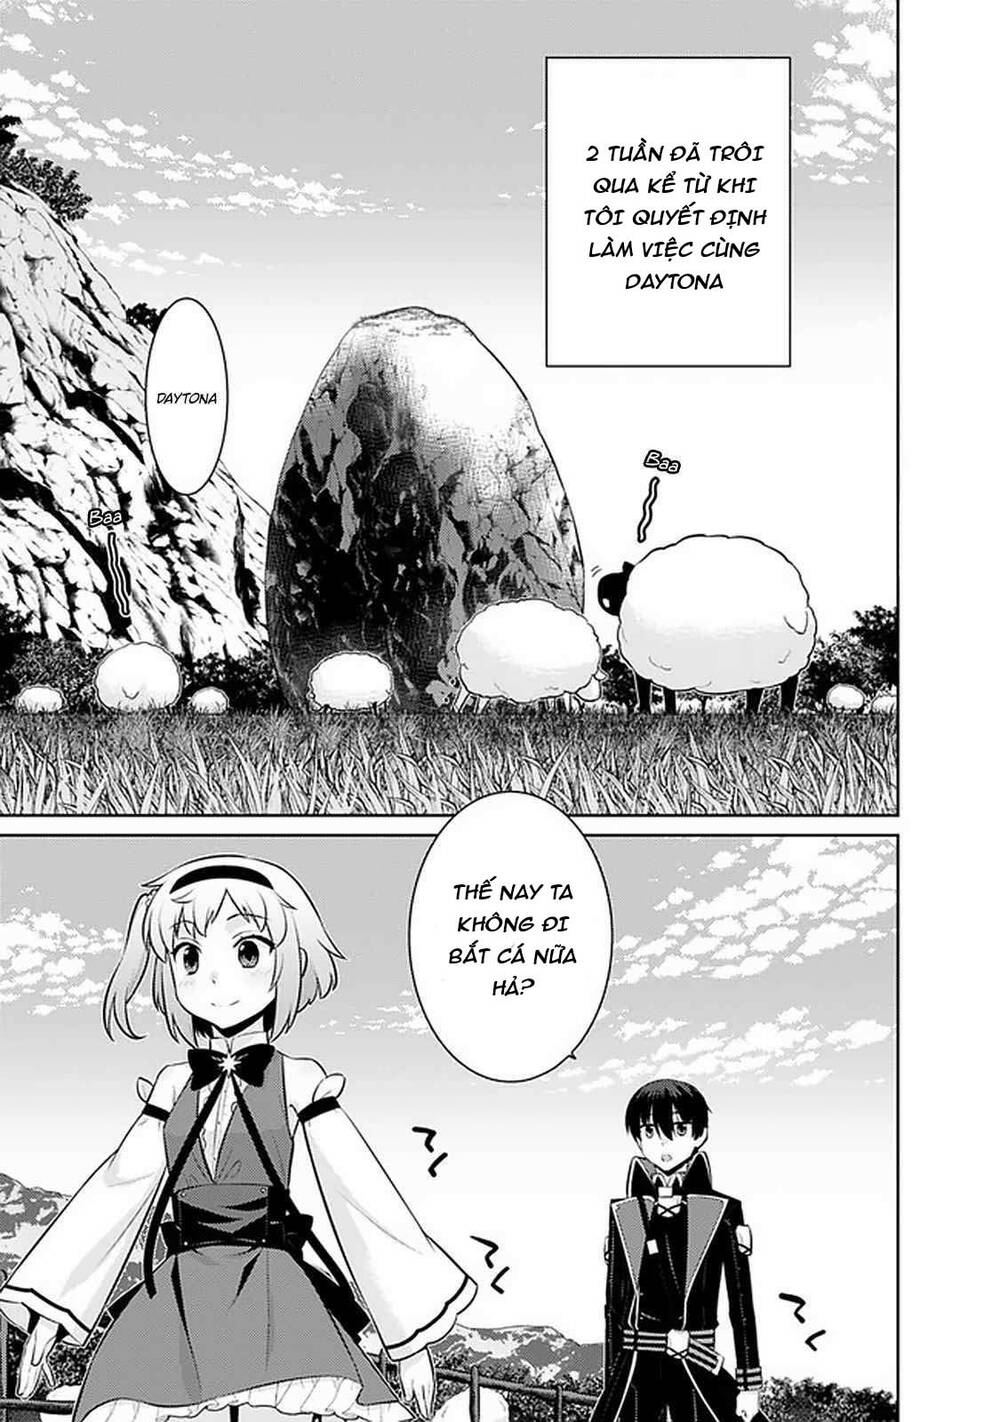 2 TUẦN ĐÃ TRÔI
QUA KỂ TỪ KHI
TÔI QUYẾT ĐỊNH
LÀM VIỆC CÙNG
DAYTONA
DAYTONA
Baa
Baa
THẾ NAY TA
KHÔNG ĐI
BẮT CÁ NỮA
HẢ?